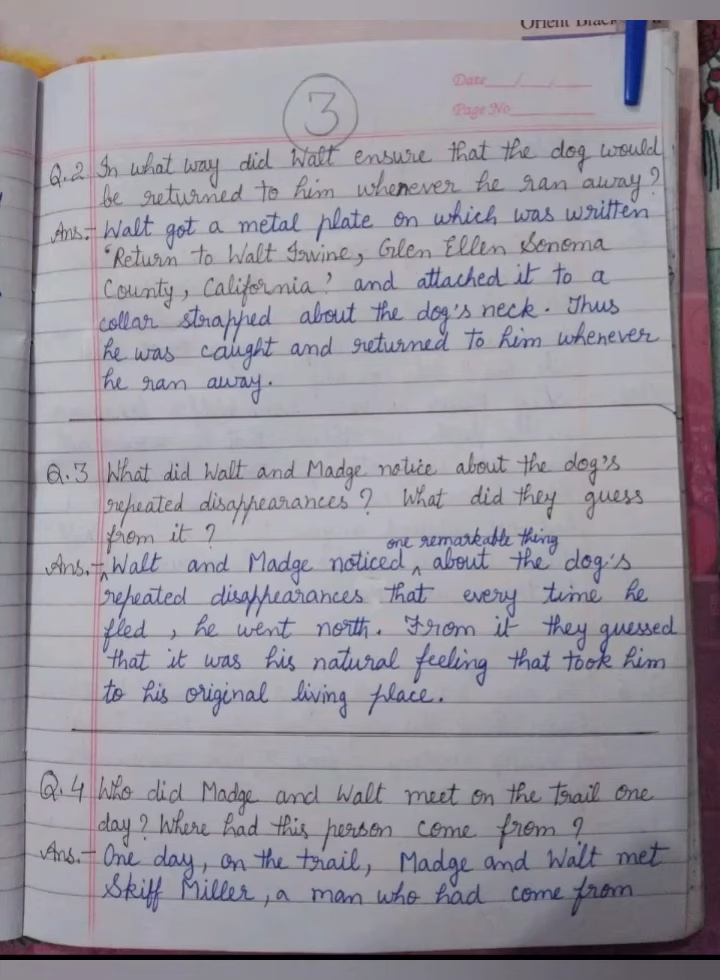 Orient Blac
3
Date __/__/__
Page No ______
Q.2 In what way did Walt ensure that the dog would
be returned to him whenever he ran away?
Ans:- Walt got a metal plate on which was written
'Return to Walt Irvine, Glen Ellen Sonoma
County, California' and attached it to a
collar strapped about the dog's neck. Thus
he was caught and returned to him whenever
he ran away.
Q.3 What did Walt and Madge notice about the dog's
repeated disappearances? What did they guess
from it?
one remarkable thing
Ans.- Walt and Madge noticed ^ about the dog's
repeated disappearances that every time he
fled, he went north. From it they guessed
that it was his natural feeling that took him
to his original living place.
Q.4 Who did Madge and Walt meet on the trail one
day? Where had this person come from?
Ans.- One day, on the trail, Madge and Walt met
Skiff Miller, a man who had come from